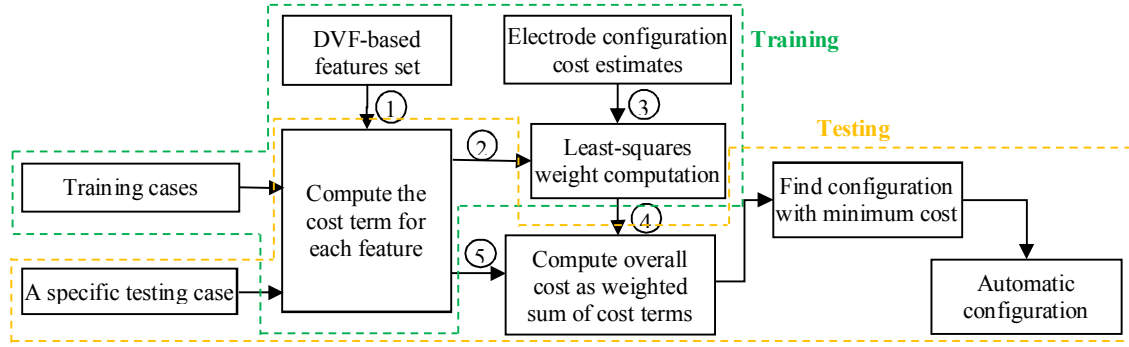 DVF-based
features set
Electrode configuration
cost estimates
Training
1
3
Testing
2
Training cases
Compute the
cost term for
each feature
Least-squares
weight computation
Find configuration
with minimum cost
4
5
A specific testing case
Compute overall
cost as weighted
sum of cost terms
Automatic
configuration